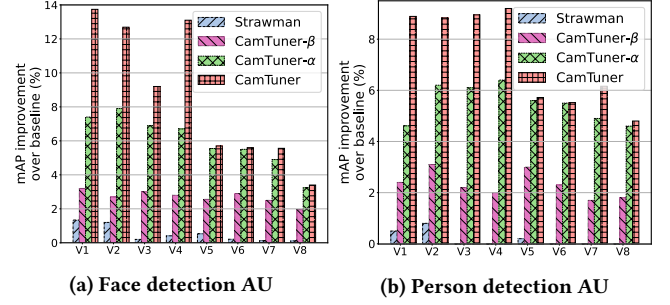 mAP improvement
over baseline (%)
14
12
10
8
6
4
2
0
Strawman
CamTuner-β
CamTuner-α
CamTuner
V1 V2 V3 V4 V5 V6 V7 V8
(a) Face detection AU
mAP improvement
over baseline (%)
8
6
4
2
0
Strawman
CamTuner-β
CamTuner-α
CamTuner
V1 V2 V3 V4 V5 V6 V7 V8
(b) Person detection AU